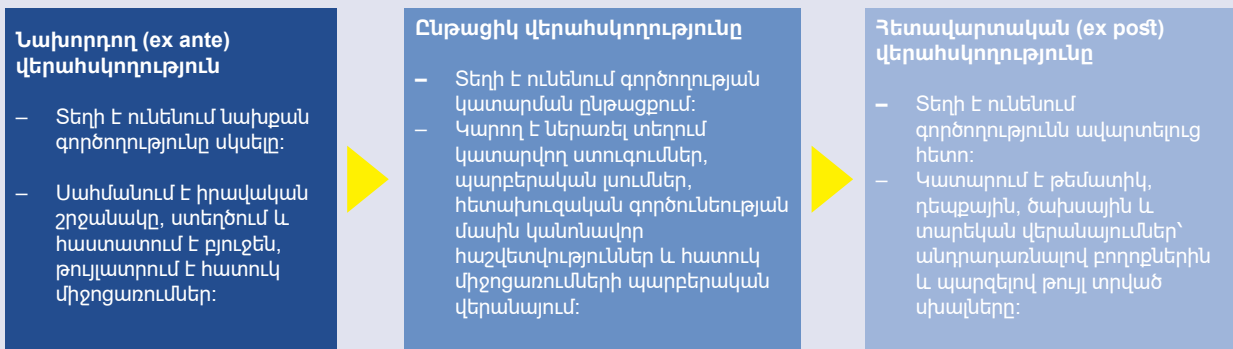 Նախորդող (ex ante)
վերահսկողություն
– Տեղի է ունենում նախքան
գործողությունը սկսելը:
– Սահմանում է իրավական
շրջանակը, ստեղծում և
հաստատում է բյուջեն,
թույլատրում է հատուկ
միջոցառումներ:
Ընթացիկ վերահսկողությունը
– Տեղի է ունենում գործողության
կատարման ընթացքում:
– Կարող է ներառել տեղում
կատարվող ստուգումներ,
պարբերական լսումներ,
հետախուզական գործունեության
մասին կանոնավոր
հաշվետվություններ և հատուկ
միջոցառումների պարբերական
վերանայում:
Հետավարտական (ex post)
վերահսկողությունը
– Տեղի է ունենում
գործողությունն ավարտելուց
հետո:
– Կատարում է թեմատիկ,
դեպքային, ծախսային և
տարեկան վերանայումներ՝
անդրադառնալով բողոքներին
և պարզելով թույլ տրված
սխալները: